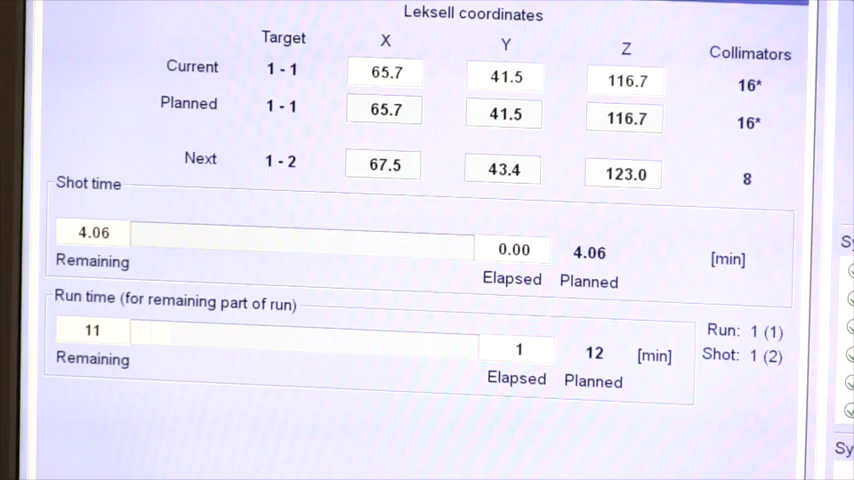 Leksell coordinates
Target X Y Z Collimators
Current 1 - 1 65.7 41.5 116.7 16*
Planned 1 - 1 65.7 41.5 116.7 16*
Next 1 - 2 67.5 43.4 123.0 8
Shot time
4.06 0.00 4.06 [min]
Remaining Elapsed Planned
Run time (for remaining part of run)
11 1 12 [min]
Remaining Elapsed Planned
Run: 1 (1)
Shot: 1 (2)
Sy
Sy